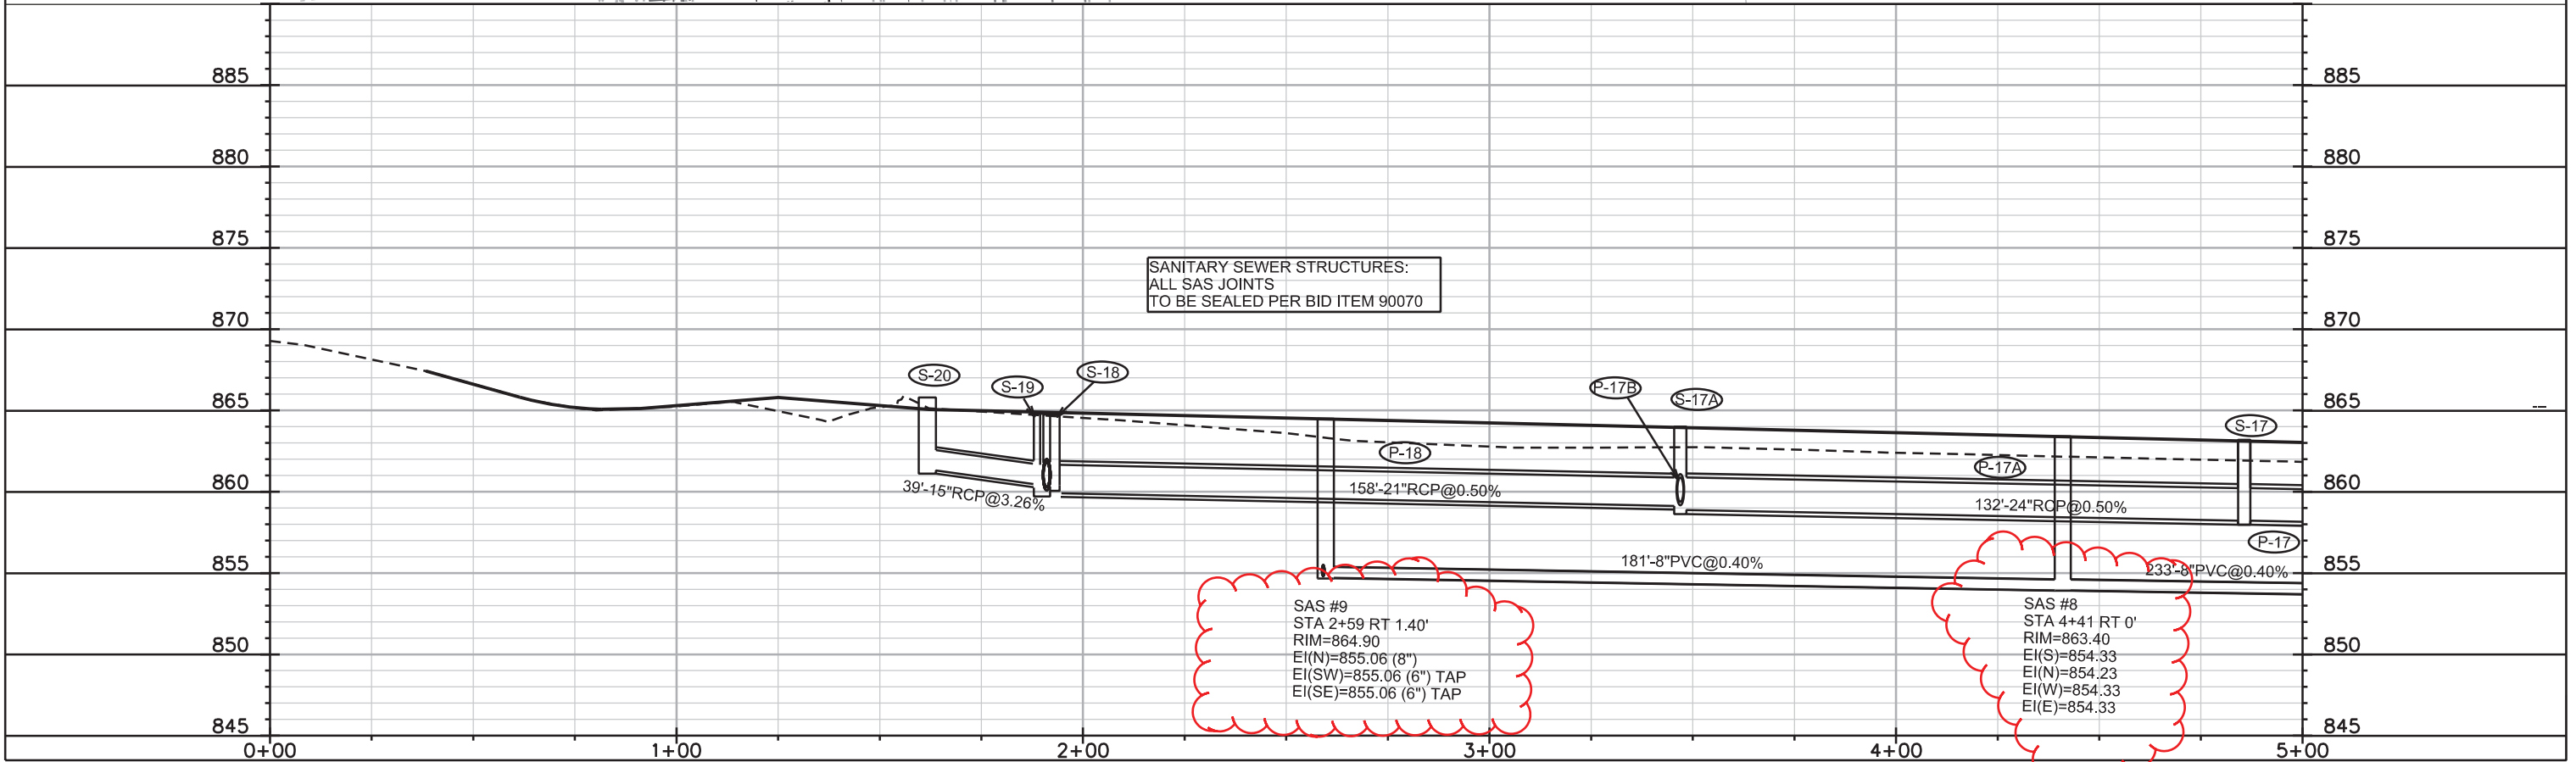 885 885
880 880
875 875
SANITARY SEWER STRUCTURES:
ALL SAS JOINTS
TO BE SEALED PER BID ITEM 90070
870 870
S-20
S-19
S-18
P-17B
S-17A
865 865
S-17
P-18
P-17A
860 860
39'-15"RCP@3.26%
158'-21"RCP@0.50%
132'-24"RCP@0.50%
P-17
855 855
181'-8"PVC@0.40%
233'-8"PVC@0.40%
SAS #9
STA 2+59 RT 1.40'
RIM=864.90
EI(N)=855.06 (8")
EI(SW)=855.06 (6") TAP
EI(SE)=855.06 (6") TAP
SAS #8
STA 4+41 RT 0'
RIM=863.40
EI(S)=854.33
EI(N)=854.23
EI(W)=854.33
EI(E)=854.33
850 850
845 845
0+00 1+00 2+00 3+00 4+00 5+00